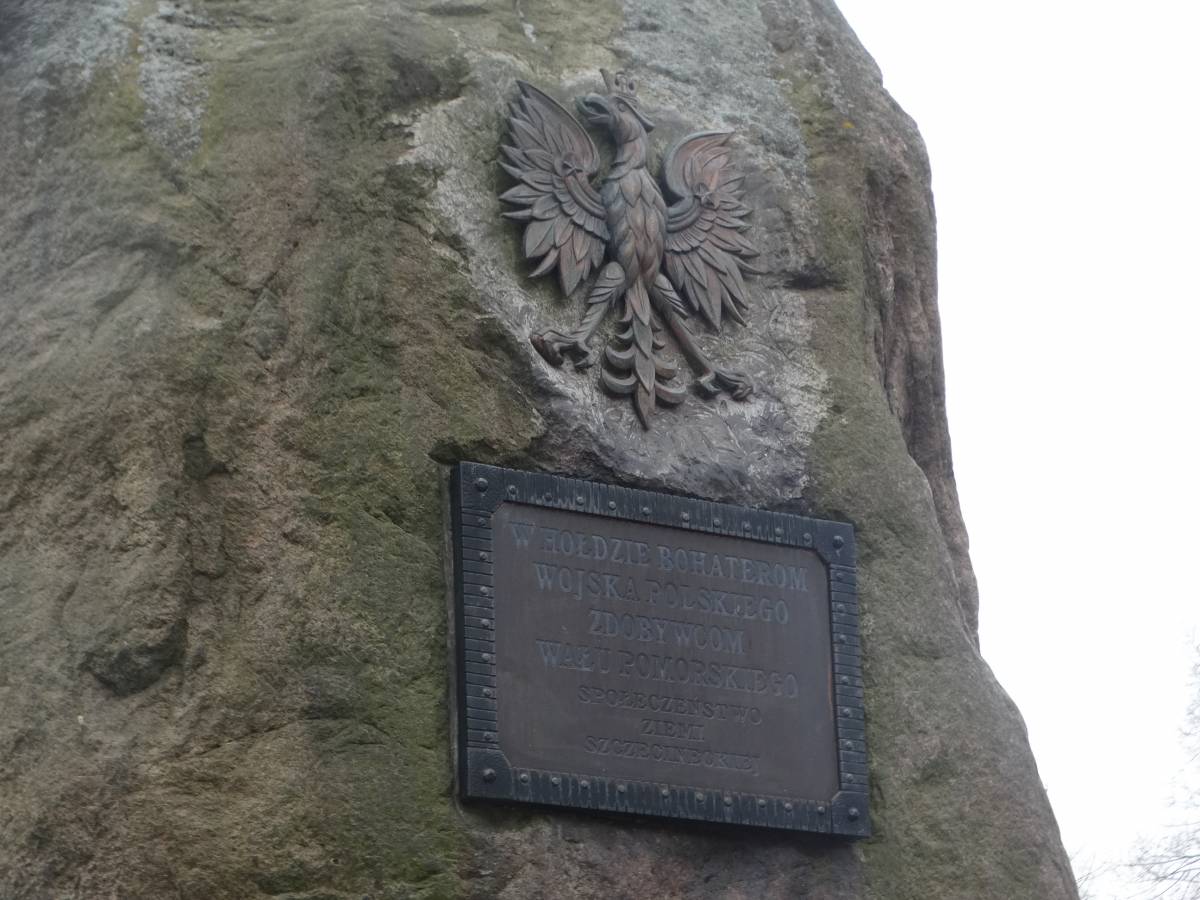 W HOŁDZIE BOHATEROM
WOJSKA POLSKIEGO
ZDOBYWCOM
WAŁU POMORSKIEGO
SPOŁECZEŃSTWO
ZIEMI
SZCZECINECKIEJ